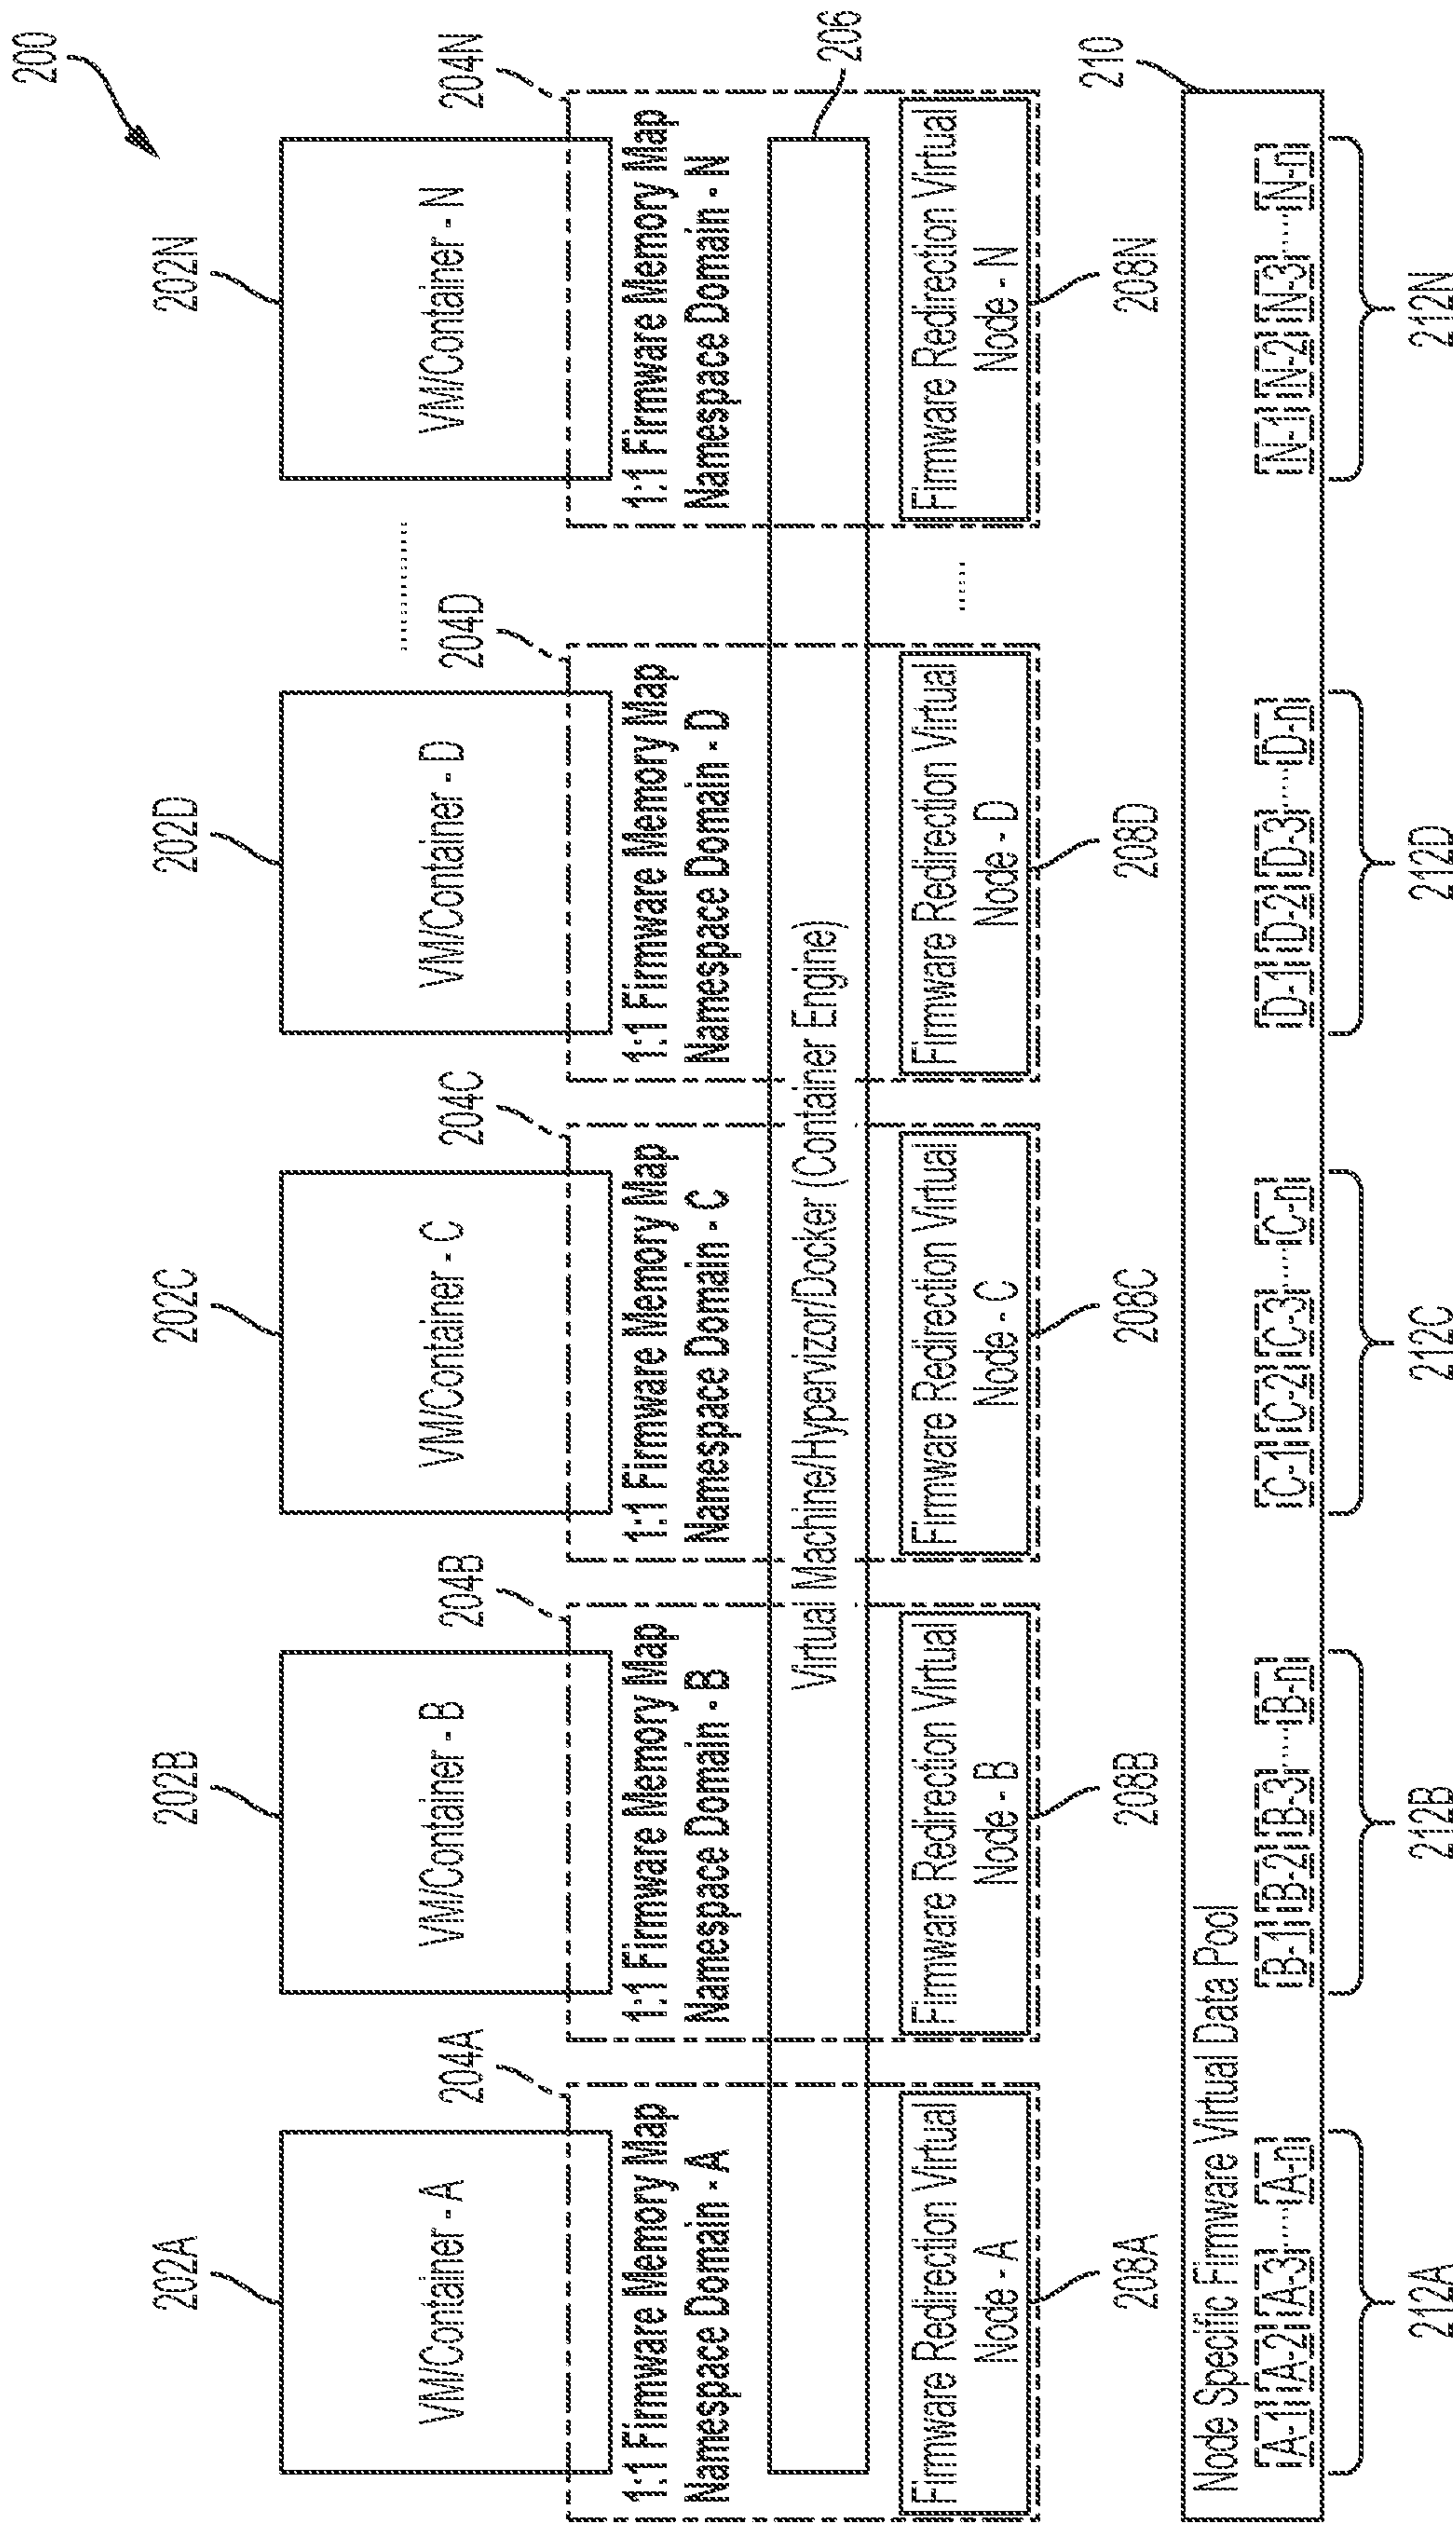 200
202A
202B
202C
202D
202N
VM/Container - A
VM/Container - B
VM/Container - C
VM/Container - D
VM/Container - N
204A
204B
204C
204D
204N
1:1 Firmware Memory Map
Namespace Domain - A
1:1 Firmware Memory Map
Namespace Domain - B
1:1 Firmware Memory Map
Namespace Domain - C
1:1 Firmware Memory Map
Namespace Domain - D
1:1 Firmware Memory Map
Namespace Domain - N
Virtual Machine/Hypervizor/Docker (Container Engine)
206
Firmware Redirection Virtual
Node - A
Firmware Redirection Virtual
Node - B
Firmware Redirection Virtual
Node - C
Firmware Redirection Virtual
Node - D
Firmware Redirection Virtual
Node - N
208A
208B
208C
208D
208N
210
Node Specific Firmware Virtual Data Pool
A-1 A-2 A-3 ..... A-n
B-1 B-2 B-3 ..... B-n
C-1 C-2 C-3 ..... C-n
D-1 D-2 D-3 ..... D-n
N-1 N-2 N-3 ..... N-n
212A
212B
212C
212D
212N